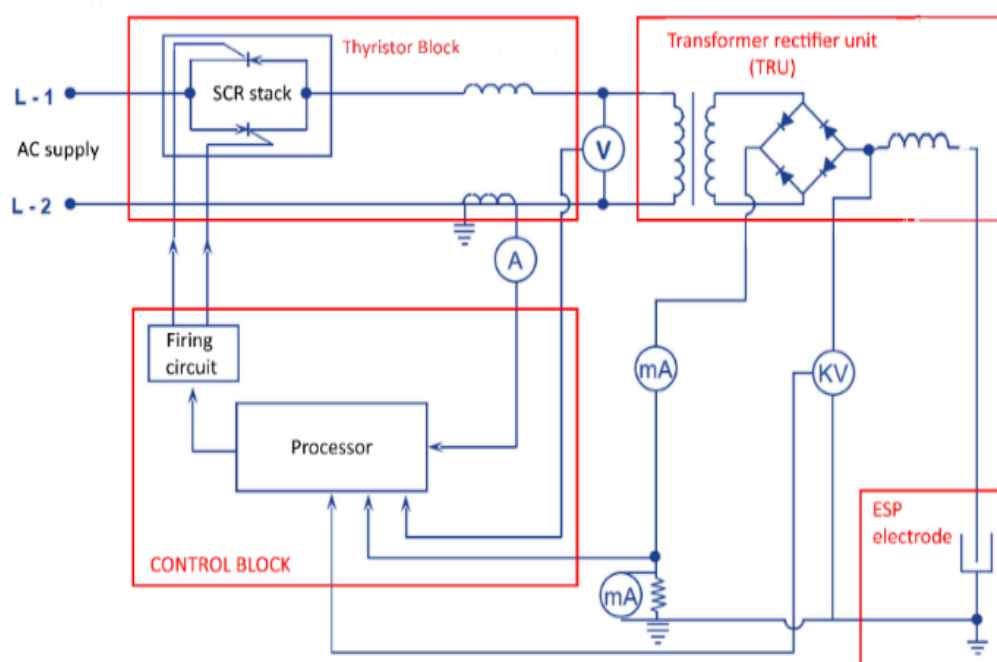 Thyristor Block
Transformer rectifier unit
(TRU)
SCR stack
L - 1
AC supply
V
L - 2
A
Firing
circuit
mA
KV
Processor
ESP
electrode
CONTROL BLOCK
mA